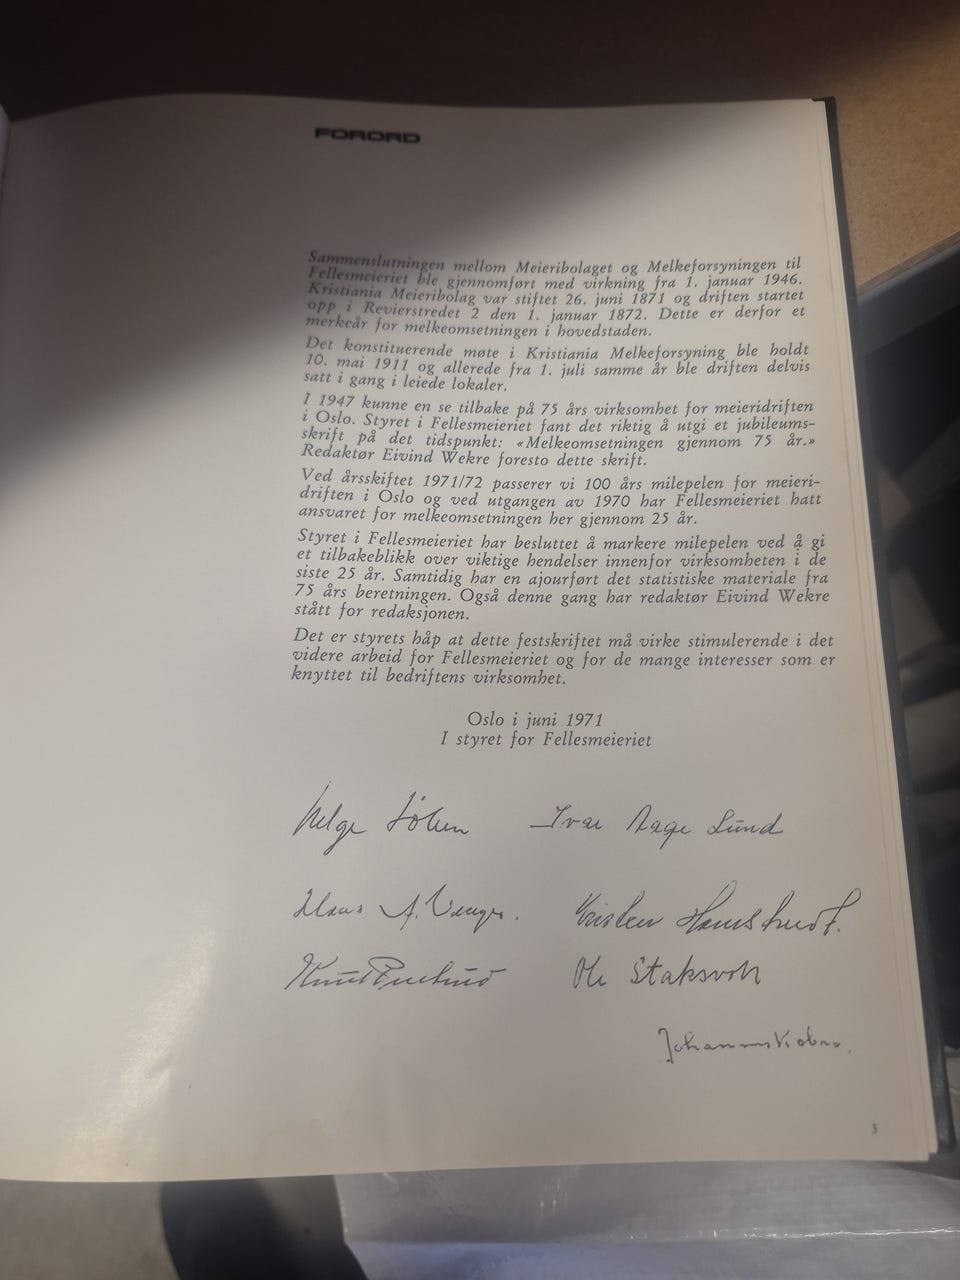 FORORD
Sammenslutningen mellom Meieribolaget og Melkeforsyningen til
Fellesmeieriet ble gjennomført med virkning fra 1. januar 1946.
Kristiania Meieribolag var stiftet 26. juni 1871 og driften startet
opp i Revierstredet 2 den 1. januar 1872. Dette er derfor et
merkeår for melkeomsetningen i hovedstaden.
Det konstituerende møte i Kristiania Melkeforsyning ble holdt
10. mai 1911 og allerede fra 1. juli samme år ble driften delvis
satt i gang i leiede lokaler.
I 1947 kunne en se tilbake på 75 års virksomhet for meieridriften
i Oslo. Styret i Fellesmeieriet fant det riktig å utgi et jubileums-
skrift på det tidspunkt: «Melkeomsetningen gjennom 75 år.»
Redaktør Eivind Wekre foresto dette skrift.
Ved årsskiftet 1971/72 passerer vi 100 års milepelen for meieri-
driften i Oslo og ved utgangen av 1970 har Fellesmeieriet hatt
ansvaret for melkeomsetningen her gjennom 25 år.
Styret i Fellesmeieriet har besluttet å markere milepelen ved å gi
et tilbakeblikk over viktige hendelser innenfor virksomheten i de
siste 25 år. Samtidig har en ajourført det statistiske materiale fra
75 års beretningen. Også denne gang har redaktør Eivind Wekre
stått for redaksjonen.
Det er styrets håp at dette festskriftet må virke stimulerende i det
videre arbeid for Fellesmeieriet og for de mange interesser som er
knyttet til bedriftens virksomhet.
Oslo i juni 1971
I styret for Fellesmeieriet
Helge Ivar Aage Lund
A. Kristen
Knut Ole Staksvoll
Johannes
3